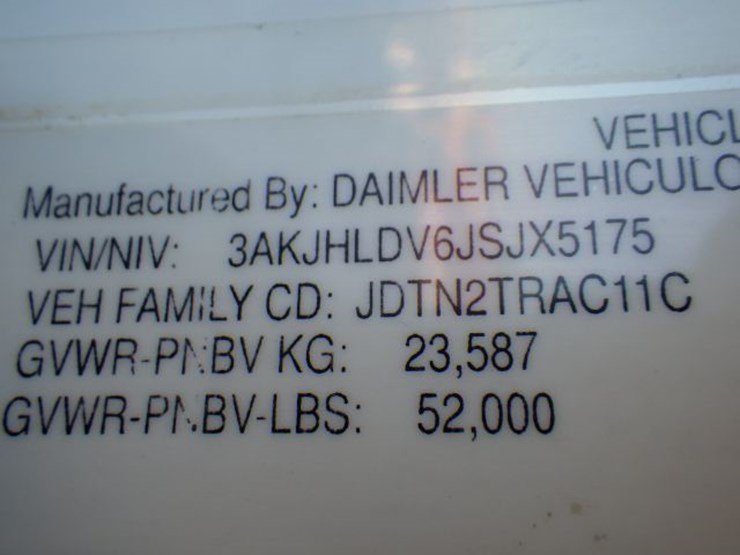 VEHICL
Manufactured By: DAIMLER VEHICULO
VIN/NIV: 3AKJHLDV6JSJX5175
VEH FAMILY CD: JDTN2TRAC11C
GVWR-PNBV KG: 23,587
GVWR-PNBV-LBS: 52,000